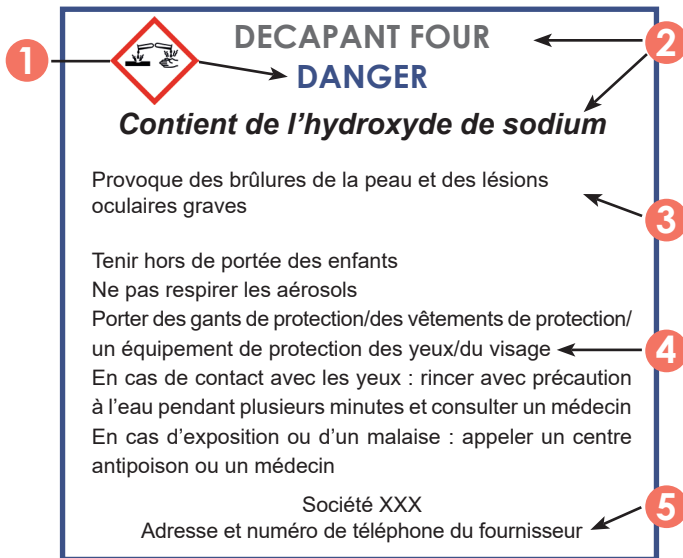 DECAPANT FOUR
1
2
DANGER
Contient de l'hydroxyde de sodium
Provoque des brûlures de la peau et des lésions
oculaires graves
3
Tenir hors de portée des enfants
Ne pas respirer les aérosols
Porter des gants de protection/des vêtements de protection/
un équipement de protection des yeux/du visage
4
En cas de contact avec les yeux : rincer avec précaution
à l'eau pendant plusieurs minutes et consulter un médecin
En cas d'exposition ou d'un malaise : appeler un centre
antipoison ou un médecin
Société XXX
5
Adresse et numéro de téléphone du fournisseur